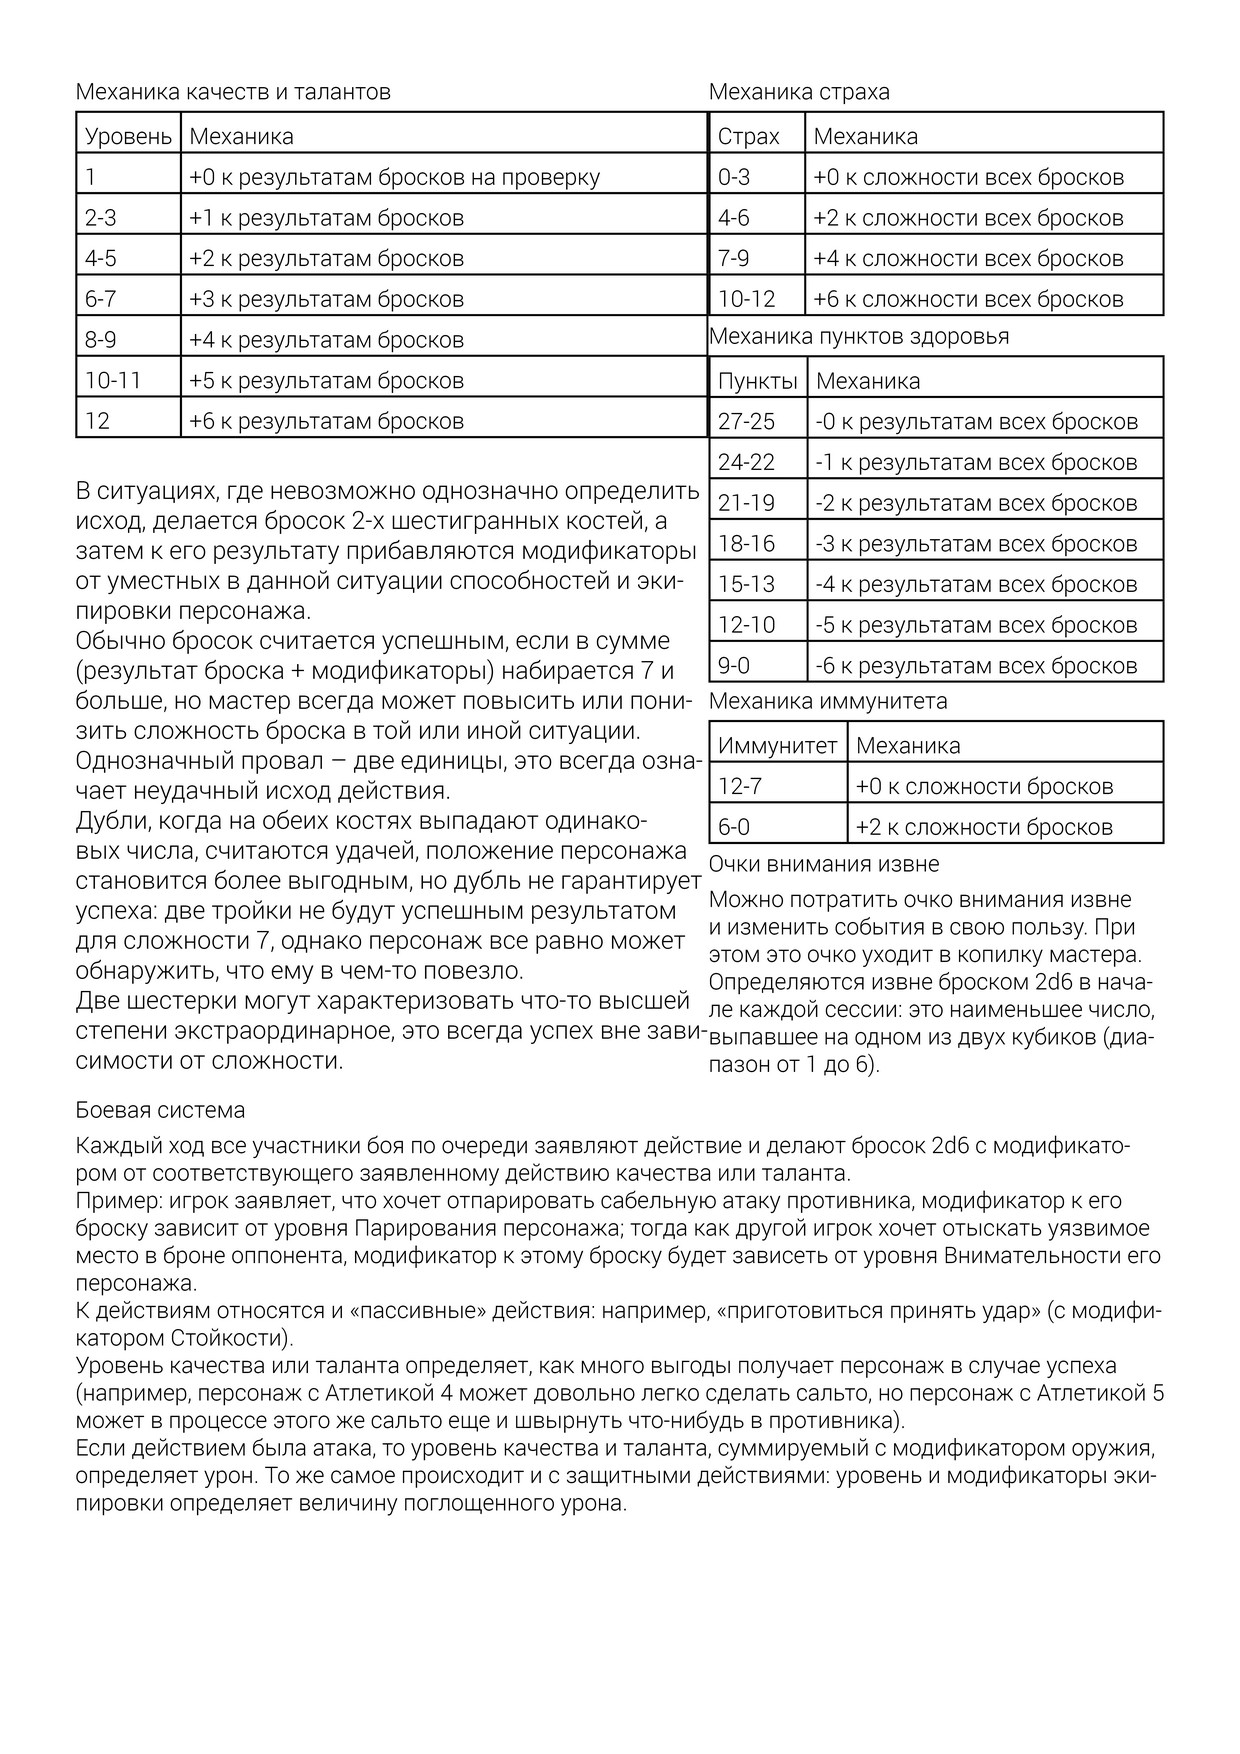 Механика качеств и талантов
Уровень Механика
1 +0 к результатам бросков на проверку
2-3 +1 к результатам бросков
4-5 +2 к результатам бросков
6-7 +3 к результатам бросков
8-9 +4 к результатам бросков
10-11 +5 к результатам бросков
12 +6 к результатам бросков
В ситуациях, где невозможно однозначно определить
исход, делается бросок 2-х шестигранных костей, а
затем к его результату прибавляются модификаторы
от уместных в данной ситуации способностей и эки-
пировки персонажа.
Обычно бросок считается успешным, если в сумме
(результат броска + модификаторы) набирается 7 и
больше, но мастер всегда может повысить или пони-
зить сложность броска в той или иной ситуации.
Однозначный провал – две единицы, это всегда озна-
чает неудачный исход действия.
Дубли, когда на обеих костях выпадают одинако-
вых числа, считаются удачей, положение персонажа
становится более выгодным, но дубль не гарантирует
успеха: две тройки не будут успешным результатом
для сложности 7, однако персонаж все равно может
обнаружить, что ему в чем-то повезло.
Две шестерки могут характеризовать что-то высшей
степени экстраординарное, это всегда успех вне зави-
симости от сложности.
Механика страха
Страх Механика
0-3 +0 к сложности всех бросков
4-6 +2 к сложности всех бросков
7-9 +4 к сложности всех бросков
10-12 +6 к сложности всех бросков
Механика пунктов здоровья
Пункты Механика
27-25 -0 к результатам всех бросков
24-22 -1 к результатам всех бросков
21-19 -2 к результатам всех бросков
18-16 -3 к результатам всех бросков
15-13 -4 к результатам всех бросков
12-10 -5 к результатам всех бросков
9-0 -6 к результатам всех бросков
Механика иммунитета
Иммунитет Механика
12-7 +0 к сложности бросков
6-0 +2 к сложности бросков
Очки внимания извне
Можно потратить очко внимания извне
и изменить события в свою пользу. При
этом это очко уходит в копилку мастера.
Определяются извне броском 2d6 в нача-
ле каждой сессии: это наименьшее число,
выпавшее на одном из двух кубиков (диа-
пазон от 1 до 6).
Боевая система
Каждый ход все участники боя по очереди заявляют действие и делают бросок 2d6 с модификато-
ром от соответствующего заявленному действию качества или таланта.
Пример: игрок заявляет, что хочет отпарировать сабельную атаку противника, модификатор к его
броску зависит от уровня Парирования персонажа; тогда как другой игрок хочет отыскать уязвимое
место в броне оппонента, модификатор к этому броску будет зависеть от уровня Внимательности его
персонажа.
К действиям относятся и «пассивные» действия: например, «приготовиться принять удар» (с модифи-
катором Стойкости).
Уровень качества или таланта определяет, как много выгоды получает персонаж в случае успеха
(например, персонаж с Атлетикой 4 может довольно легко сделать сальто, но персонаж с Атлетикой 5
может в процессе этого же сальто еще и швырнуть что-нибудь в противника).
Если действием была атака, то уровень качества и таланта, суммируемый с модификатором оружия,
определяет урон. То же самое происходит и с защитными действиями: уровень и модификаторы эки-
пировки определяет величину поглощенного урона.